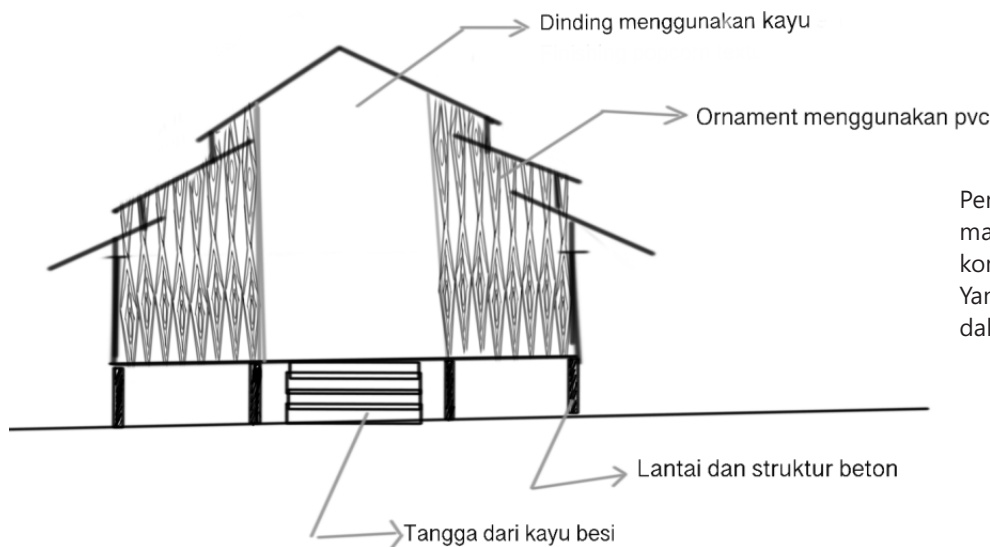 Dinding menggunakan kayu
Ornament menggunakan pvc
Lantai dan struktur beton
Tangga dari kayu besi